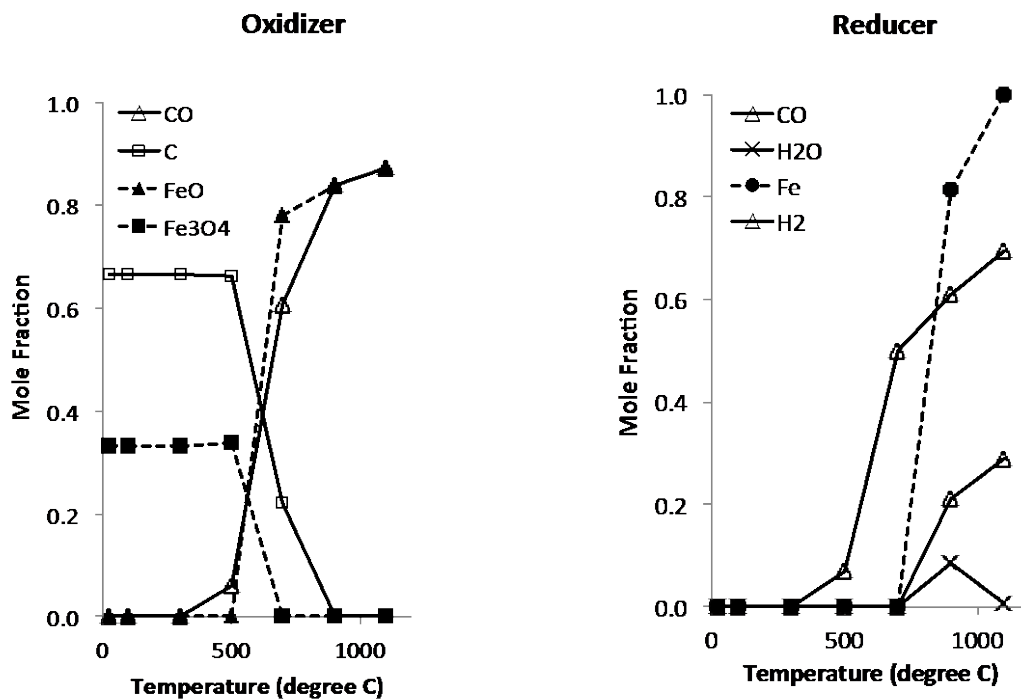 Oxidizer
1.0
0.8
0.6
0.4
0.2
0.0
Mole Fraction
CO
C
FeO
Fe3O4
0
500
1000
Temperature (degree C)
Reducer
1.0
0.8
0.6
0.4
0.2
0.0
Mole Fraction
CO
H2O
Fe
H2
0
500
1000
Temperature (degree C)